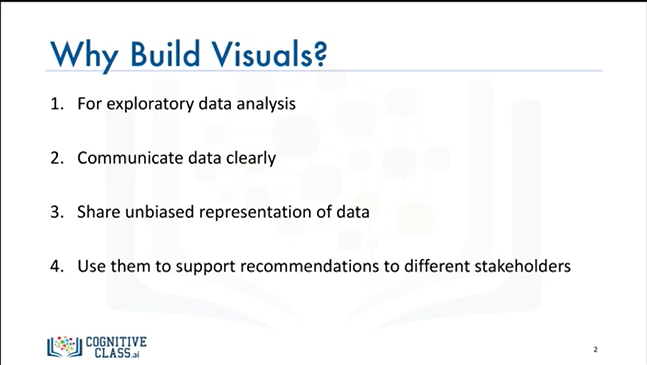 Why Build Visuals?
1. For exploratory data analysis
2. Communicate data clearly
3. Share unbiased representation of data
4. Use them to support recommendations to different stakeholders
COGNITIVE
CLASS.ai
2